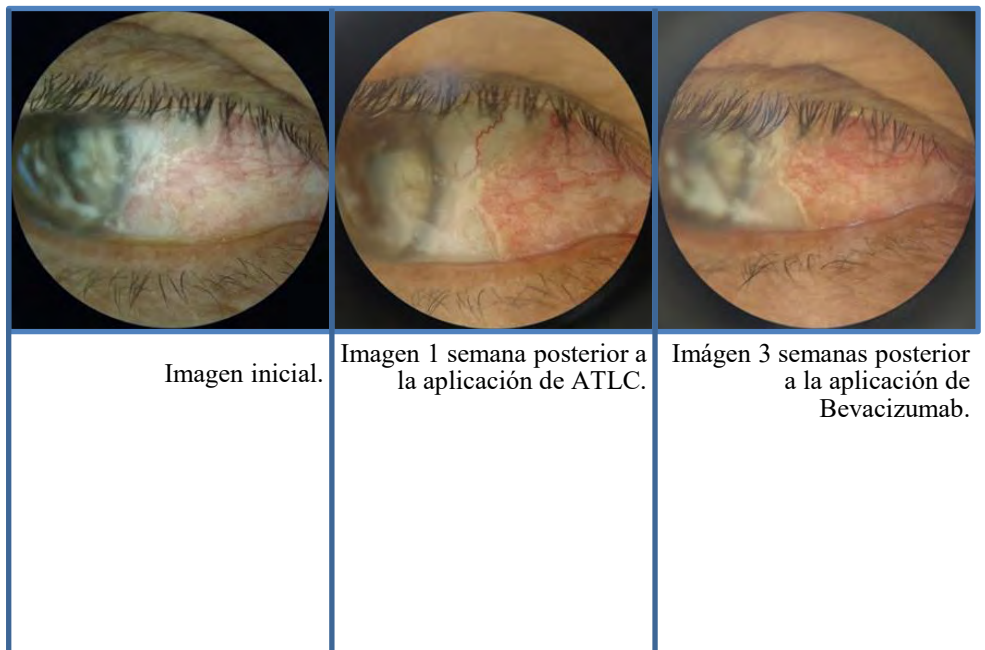 Imagen inicial.
Imagen 1 semana posterior a
la aplicación de ATLC.
Imágen 3 semanas posterior
a la aplicación de
Bevacizumab.